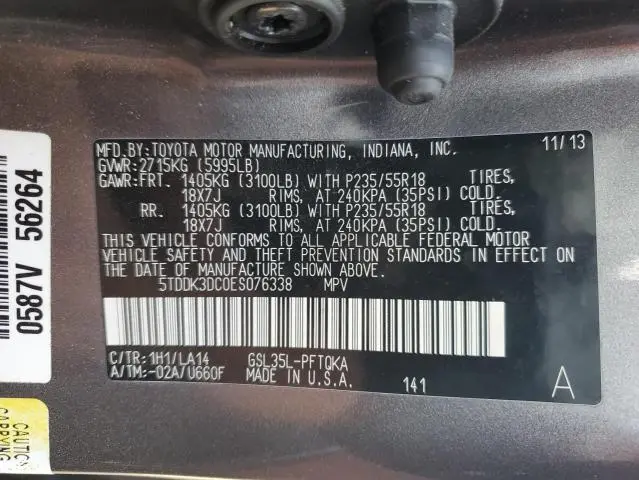 MFD.BY:TOYOTA MOTOR MANUFACTURING, INDIANA, INC. 11/13
GVWR:2715KG (5995LB)
GAWR:FRT. 1405KG (3100LB) WITH P235/55R18 TIRES,
18X7J RIMS, AT 240KPA (35PSI) COLD.
RR. 1405KG (3100LB) WITH P235/55R18 TIRES,
18X7J RIMS, AT 240KPA (35PSI) COLD.
THIS VEHICLE CONFORMS TO ALL APPLICABLE FEDERAL MOTOR
VEHICLE SAFETY AND THEFT PREVENTION STANDARDS IN EFFECT ON
THE DATE OF MANUFACTURE SHOWN ABOVE.
5TDDK3DC0ES076338 MPV
C/TR:1H1/LA14 GSL35L-PFTQKA
A/TM:-02A/U660F MADE IN U.S.A. 141 A
0587V 56264
CAUTION
CARRYING